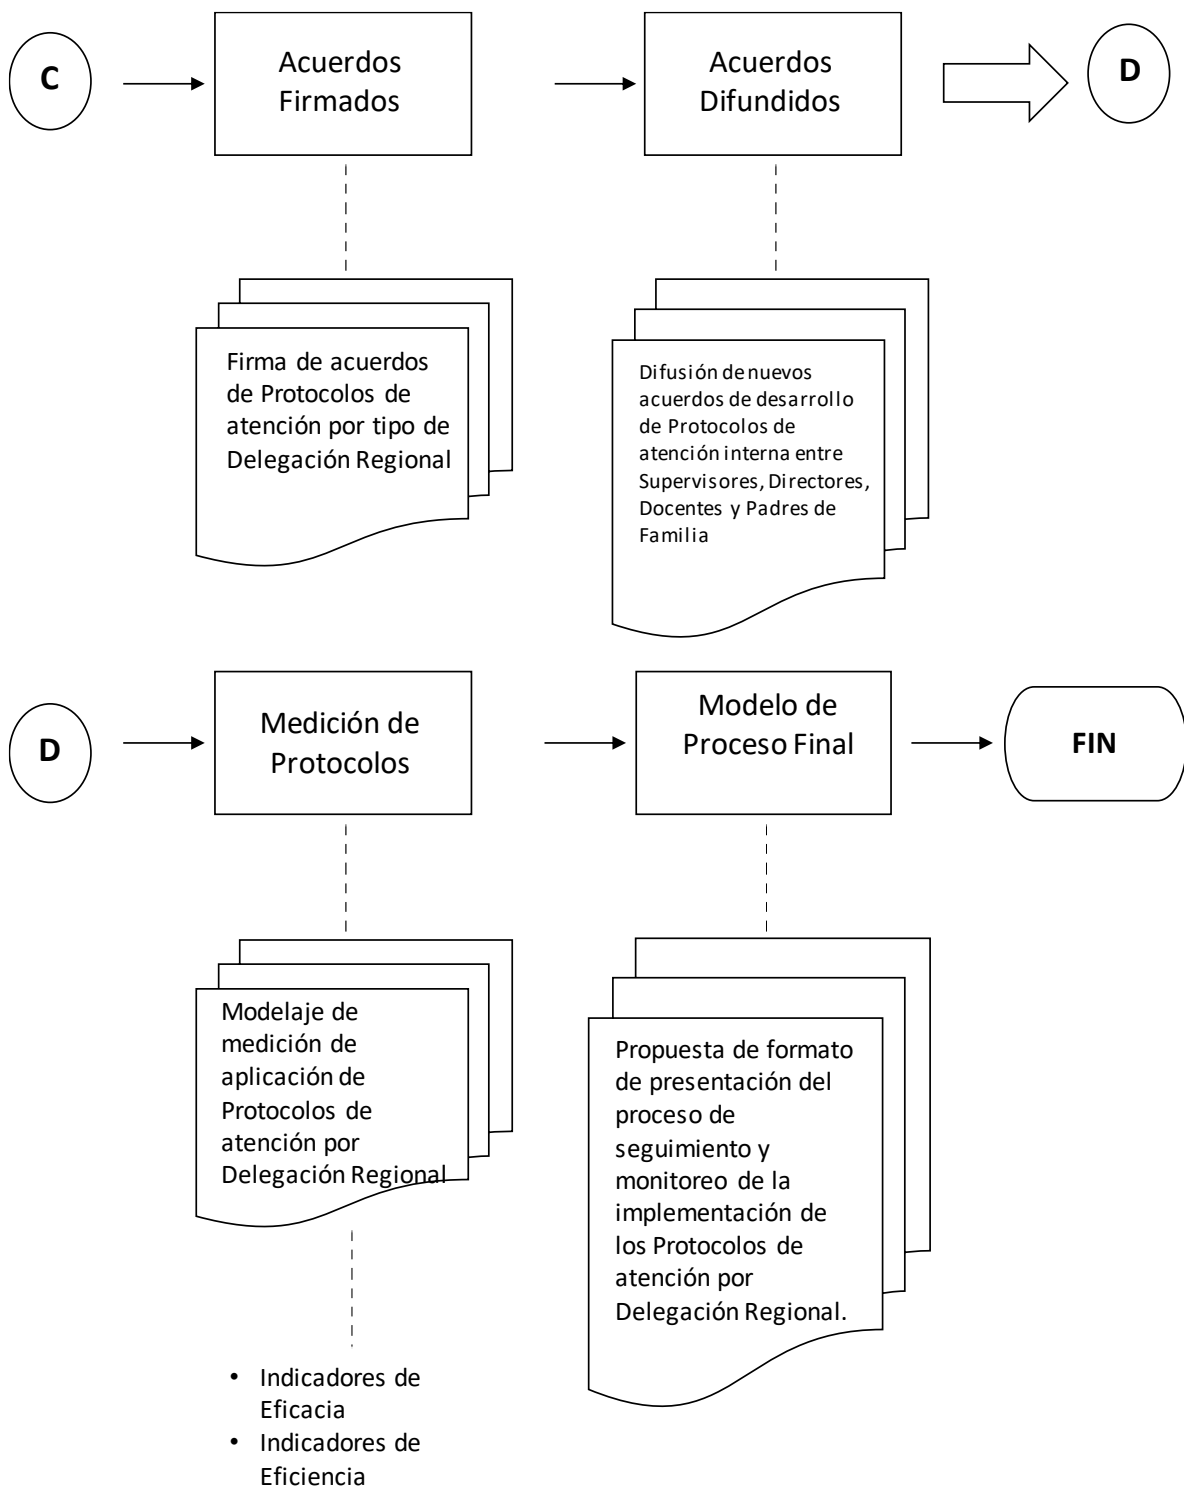 C
Acuerdos
Firmados
Acuerdos
Difundidos
D
Firma de acuerdos
de Protocolos de
atención por tipo de
Delegación Regional
Difusión de nuevos
acuerdos de desarrollo
de Protocolos de
atención interna entre
Supervisores, Directores,
Docentes y Padres de
Familia
D
Medición de
Protocolos
Modelo de
Proceso Final
FIN
Modelaje de
medición de
aplicación de
Protocolos de
atención por
Delegación Regional
Propuesta de formato
de presentación del
proceso de
seguimiento y
monitoreo de la
implementación de
los Protocolos de
atención por
Delegación Regional.
• Indicadores de
Eficacia
• Indicadores de
Eficiencia